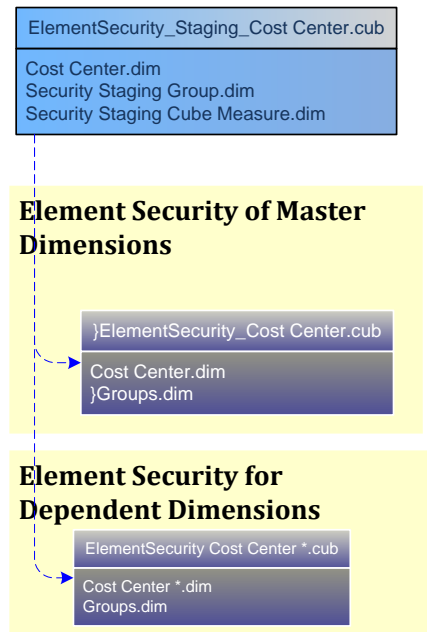 ElementSecurity_Staging_Cost Center.cub
Cost Center.dim
Security Staging Group.dim
Security Staging Cube Measure.dim
Element Security of Master
Dimensions
}ElementSecurity_Cost Center.cub
Cost Center.dim
}Groups.dim
Element Security for
Dependent Dimensions
ElementSecurity Cost Center *.cub
Cost Center *.dim
Groups.dim